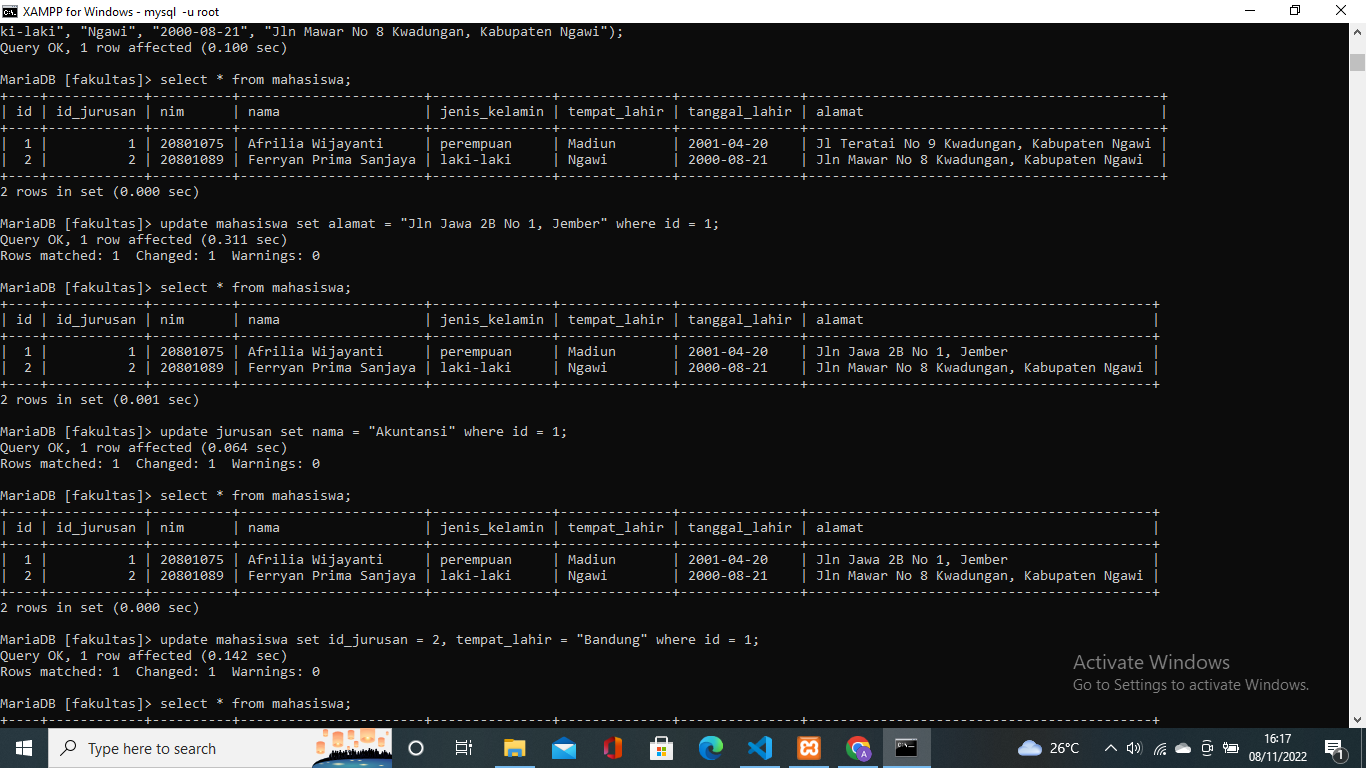 XAMPP for Windows - mysql  -u root
ki-laki", "Ngawi", "2000-08-21", "Jln Mawar No 8 Kwadungan, Kabupaten Ngawi");
Query OK, 1 row affected (0.100 sec)
MariaDB [fakultas]> select * from mahasiswa;
+----+------------+----------+-----------------------+---------------+--------------+---------------+--------------------------------------------+
| id | id_jurusan | nim      | nama                  | jenis_kelamin | tempat_lahir | tanggal_lahir | alamat                                     |
+----+------------+----------+-----------------------+---------------+--------------+---------------+--------------------------------------------+
|  1 |          1 | 20801075 | Afrilia Wijayanti     | perempuan     | Madiun       | 2001-04-20    | Jl Teratai No 9 Kwadungan, Kabupaten Ngawi |
|  2 |          2 | 20801089 | Ferryan Prima Sanjaya | laki-laki     | Ngawi        | 2000-08-21    | Jln Mawar No 8 Kwadungan, Kabupaten Ngawi  |
+----+------------+----------+-----------------------+---------------+--------------+---------------+--------------------------------------------+
2 rows in set (0.000 sec)
MariaDB [fakultas]> update mahasiswa set alamat = "Jln Jawa 2B No 1, Jember" where id = 1;
Query OK, 1 row affected (0.311 sec)
Rows matched: 1  Changed: 1  Warnings: 0
MariaDB [fakultas]> select * from mahasiswa;
+----+------------+----------+-----------------------+---------------+--------------+---------------+-------------------------------------------+
| id | id_jurusan | nim      | nama                  | jenis_kelamin | tempat_lahir | tanggal_lahir | alamat                                    |
+----+------------+----------+-----------------------+---------------+--------------+---------------+-------------------------------------------+
|  1 |          1 | 20801075 | Afrilia Wijayanti     | perempuan     | Madiun       | 2001-04-20    | Jln Jawa 2B No 1, Jember                  |
|  2 |          2 | 20801089 | Ferryan Prima Sanjaya | laki-laki     | Ngawi        | 2000-08-21    | Jln Mawar No 8 Kwadungan, Kabupaten Ngawi |
+----+------------+----------+-----------------------+---------------+--------------+---------------+-------------------------------------------+
2 rows in set (0.001 sec)
MariaDB [fakultas]> update jurusan set nama = "Akuntansi" where id = 1;
Query OK, 1 row affected (0.064 sec)
Rows matched: 1  Changed: 1  Warnings: 0
MariaDB [fakultas]> select * from mahasiswa;
+----+------------+----------+-----------------------+---------------+--------------+---------------+-------------------------------------------+
| id | id_jurusan | nim      | nama                  | jenis_kelamin | tempat_lahir | tanggal_lahir | alamat                                    |
+----+------------+----------+-----------------------+---------------+--------------+---------------+-------------------------------------------+
|  1 |          1 | 20801075 | Afrilia Wijayanti     | perempuan     | Madiun       | 2001-04-20    | Jln Jawa 2B No 1, Jember                  |
|  2 |          2 | 20801089 | Ferryan Prima Sanjaya | laki-laki     | Ngawi        | 2000-08-21    | Jln Mawar No 8 Kwadungan, Kabupaten Ngawi |
+----+------------+----------+-----------------------+---------------+--------------+---------------+-------------------------------------------+
2 rows in set (0.000 sec)
MariaDB [fakultas]> update mahasiswa set id_jurusan = 2, tempat_lahir = "Bandung" where id = 1;
Query OK, 1 row affected (0.142 sec)
Rows matched: 1  Changed: 1  Warnings: 0
MariaDB [fakultas]> select * from mahasiswa;
+----+------------+----------+-----------------------+---------------+--------------+---------------+-------------------------------------------+
Activate Windows
Go to Settings to activate Windows.
Type here to search
26°C
16:17
08/11/2022
1